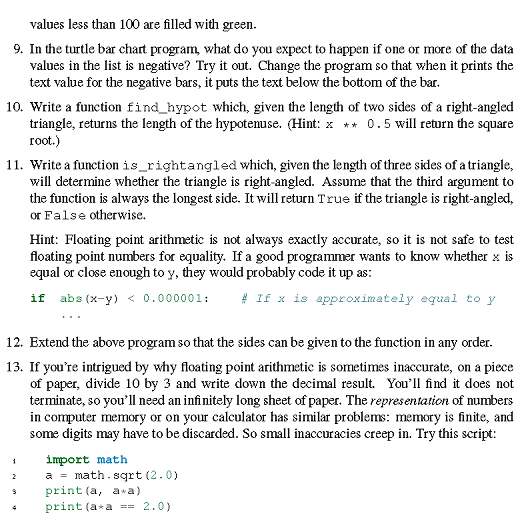 values less than 100 are filled with green.
9. In the turtle bar chart program, what do you expect to happen if one or more of the data
values in the list is negative? Try it out. Change the program so that when it prints the
text value for the negative bars, it puts the text below the bottom of the bar.
10. Write a function find_hypot which, given the length of two sides of a right-angled
triangle, returns the length of the hypotenuse. (Hint: x ** 0.5 will return the square
root.)
11. Write a function is_rightangled which, given the length of three sides of a triangle,
will determine whether the triangle is right-angled. Assume that the third argument to
the function is always the longest side. It will return True if the triangle is right-angled,
or False otherwise.
Hint: Floating point arithmetic is not always exactly accurate, so it is not safe to test
floating point numbers for equality. If a good programmer wants to know whether x is
equal or close enough to y, they would probably code it up as:
if abs(x-y) < 0.000001: # If x is approximately equal to y
...
12. Extend the above program so that the sides can be given to the function in any order.
13. If you're intrigued by why floating point arithmetic is sometimes inaccurate, on a piece
of paper, divide 10 by 3 and write down the decimal result. You'll find it does not
terminate, so you'll need an infinitely long sheet of paper. The representation of numbers
in computer memory or on your calculator has similar problems: memory is finite, and
some digits may have to be discarded. So small inaccuracies creep in. Try this script:
1 import math
2 a = math.sqrt(2.0)
3 print(a, a*a)
4 print(a*a == 2.0)